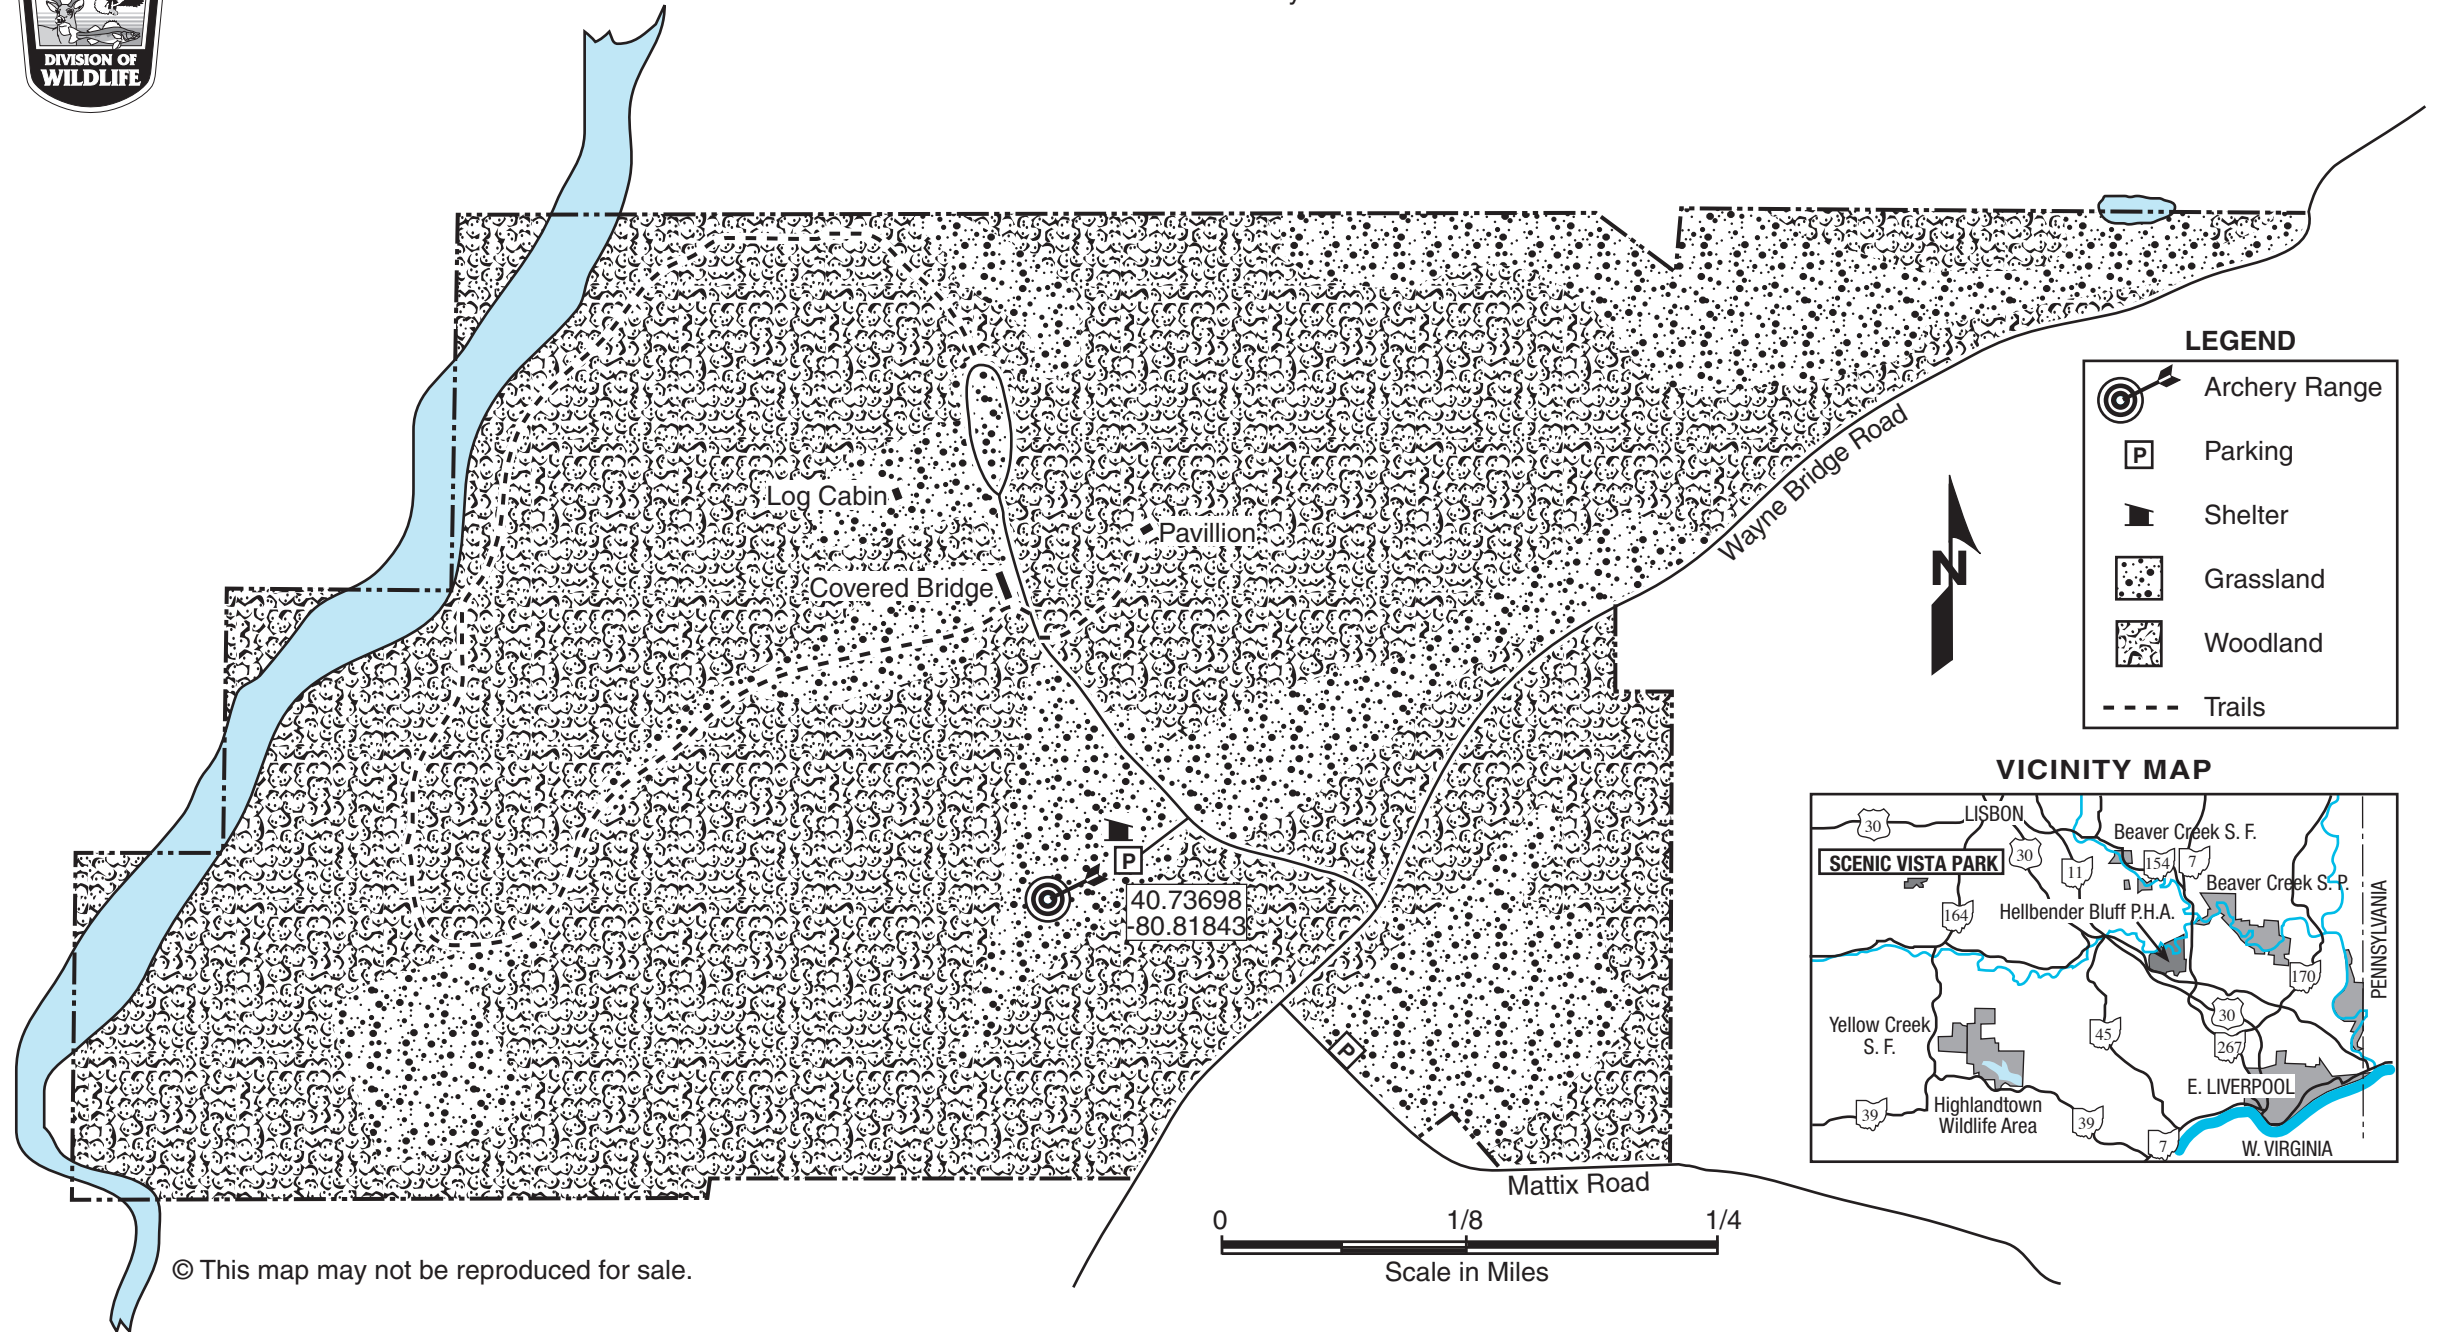 DIVISION OF
WILDLIFE
Log Cabin
Pavillion
Covered Bridge
Wayne Bridge Road
P
40.73698
-80.81843
P
Mattix Road
N
LEGEND
Archery Range
P Parking
Shelter
Grassland
Woodland
Trails
VICINITY MAP
LISBON
30
Beaver Creek S. F.
SCENIC VISTA PARK
30
11
154
7
Beaver Creek S. P.
164
Hellbender Bluff P.H.A.
PENNSYLVANIA
170
Yellow Creek
S. F.
45
30
267
E. LIVERPOOL
39
Highlandtown
Wildlife Area
39
7
W. VIRGINIA
0 1/8 1/4
Scale in Miles
© This map may not be reproduced for sale.